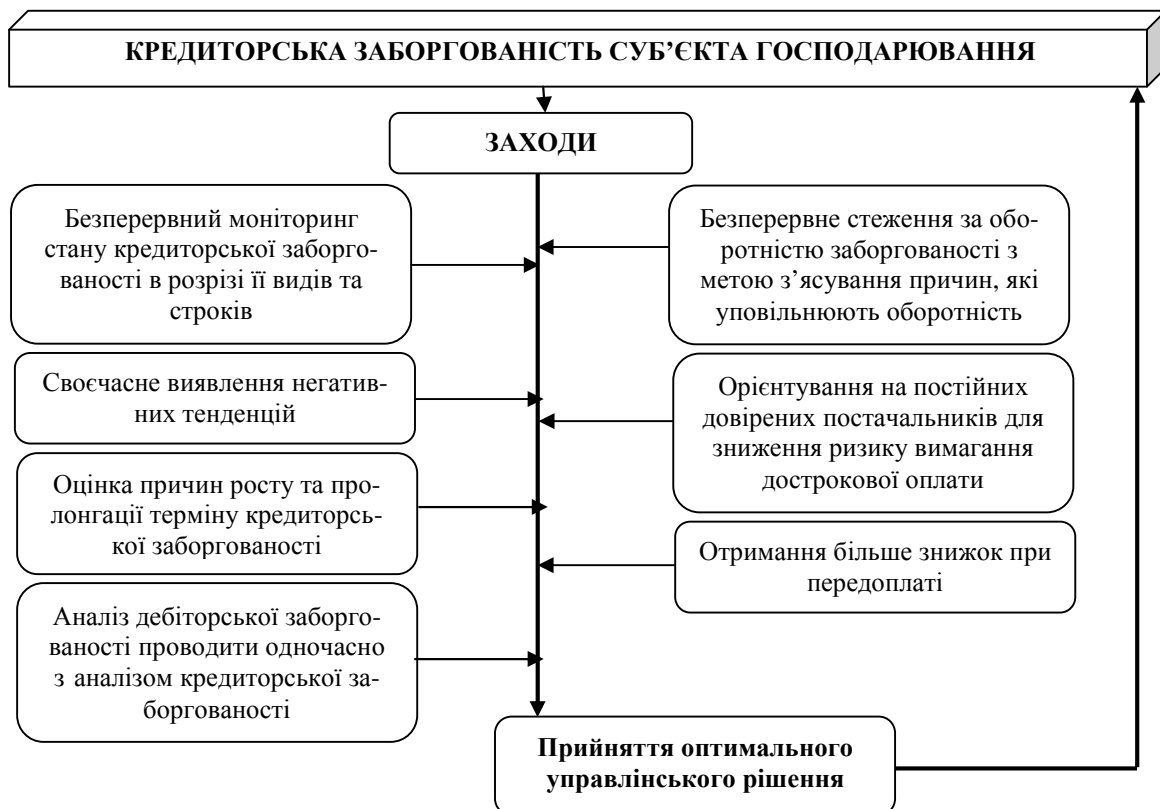 КРЕДИТОРСЬКА ЗАБОРГОВАНІСТЬ СУБ’ЄКТА ГОСПОДАРЮВАННЯ
ЗАХОДИ
Безперервний моніторинг
стану кредиторської заборго-
ваності в розрізі її видів та
строків
Своєчасне виявлення негатив-
них тенденцій
Оцінка причин росту та про-
лонгації терміну кредиторсь-
кої заборгованості
Аналіз дебіторської заборго-
ваності проводити одночасно
з аналізом кредиторської за-
боргованості
Безперервне стеження за обо-
ротністю заборгованості з
метою з’ясування причин, які
уповільнюють оборотність
Орієнтування на постійних
довірених постачальників для
зниження ризику вимагання
дострокової оплати
Отримання більше знижок при
передоплаті
Прийняття оптимального
управлінського рішення